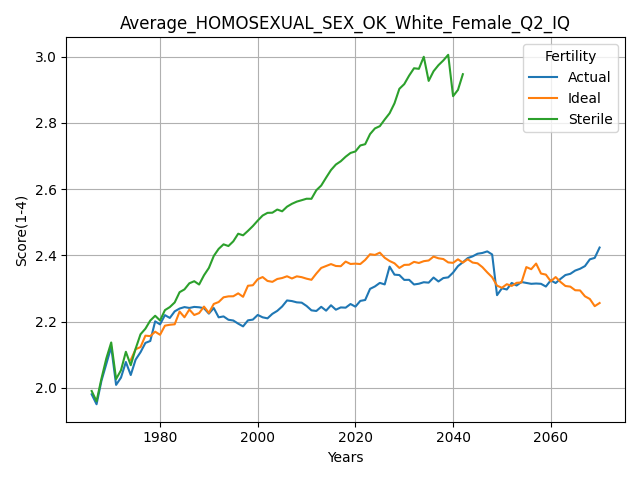 Average_HOMOSEXUAL_SEX_OK_White_Female_Q2_IQ
Fertility
Actual
Ideal
Sterile
Score(1-4)
3.0
2.8
2.6
2.4
2.2
2.0
1980
2000
2020
2040
2060
Years